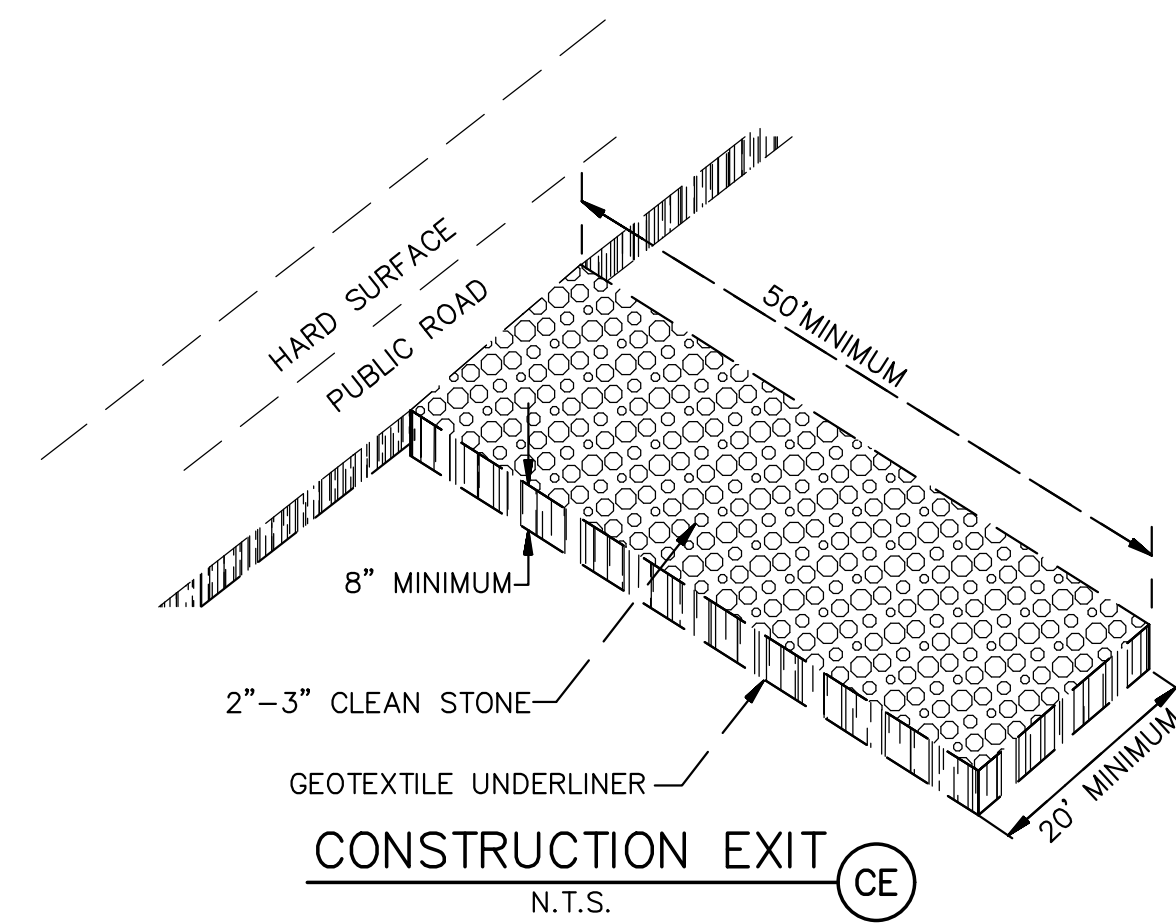 HARD SURFACE
PUBLIC ROAD
50'MINIMUM
8” MINIMUM
2”-3” CLEAN STONE
GEOTEXTILE UNDERLINER
20' MINIMUM
CONSTRUCTION EXIT
CE
N.T.S.